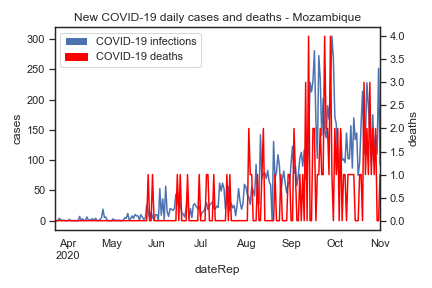 New COVID-19 daily cases and deaths - Mozambique
COVID-19 infections
COVID-19 deaths
300
250
200
150
100
50
0
cases
4.0
3.5
3.0
2.5
2.0
1.5
1.0
0.5
0.0
deaths
Apr May Jun Jul Aug Sep Oct Nov
2020
dateRep